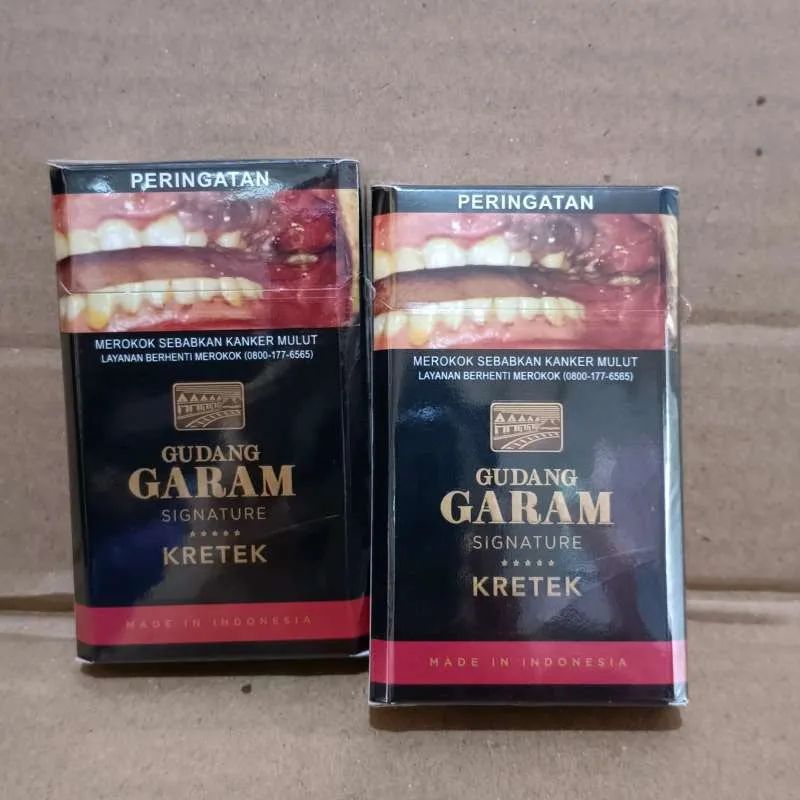 PERINGATAN
MEROKOK SEBABKAN KANKER MULUT
LAYANAN BERHENTI MEROKOK (0800-177-6565)
GUDANG
GARAM
SIGNATURE
KRETEK
MADE IN INDONESIA
PERINGATAN
MEROKOK SEBABKAN KANKER MULUT
LAYANAN BERHENTI MEROKOK (0800-177-6565)
GUDANG
GARAM
SIGNATURE
KRETEK
MADE IN INDONESIA